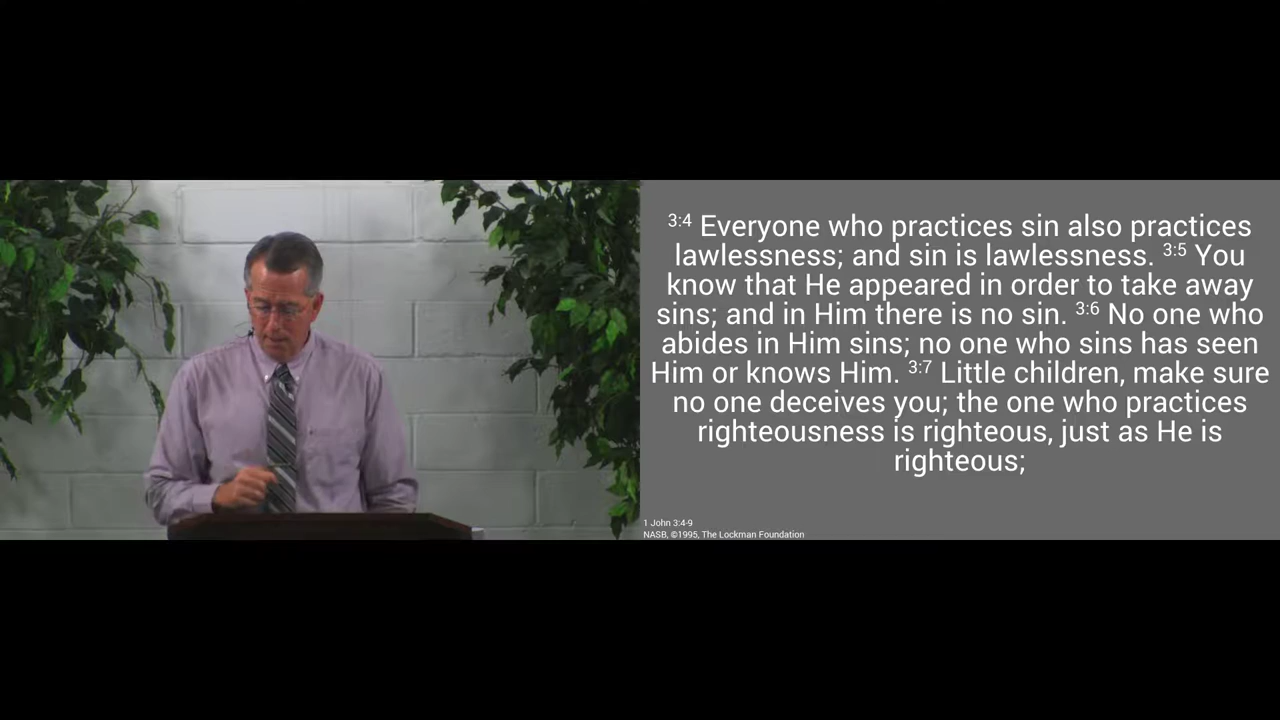 3:4 Everyone who practices sin also practices
lawlessness; and sin is lawlessness. 3:5 You
know that He appeared in order to take away
sins; and in Him there is no sin. 3:6 No one who
abides in Him sins; no one who sins has seen
Him or knows Him. 3:7 Little children, make sure
no one deceives you; the one who practices
righteousness is righteous, just as He is
righteous;
1 John 3:4-9
NASB, ©1995, The Lockman Foundation